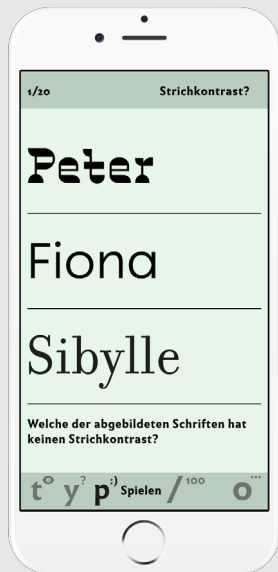 1/20 Strichkontrast?
Peter
Fiona
Sibylle
Welche der abgebildeten Schriften hat
keinen Strichkontrast?
t y? p:) Spielen /100 o...